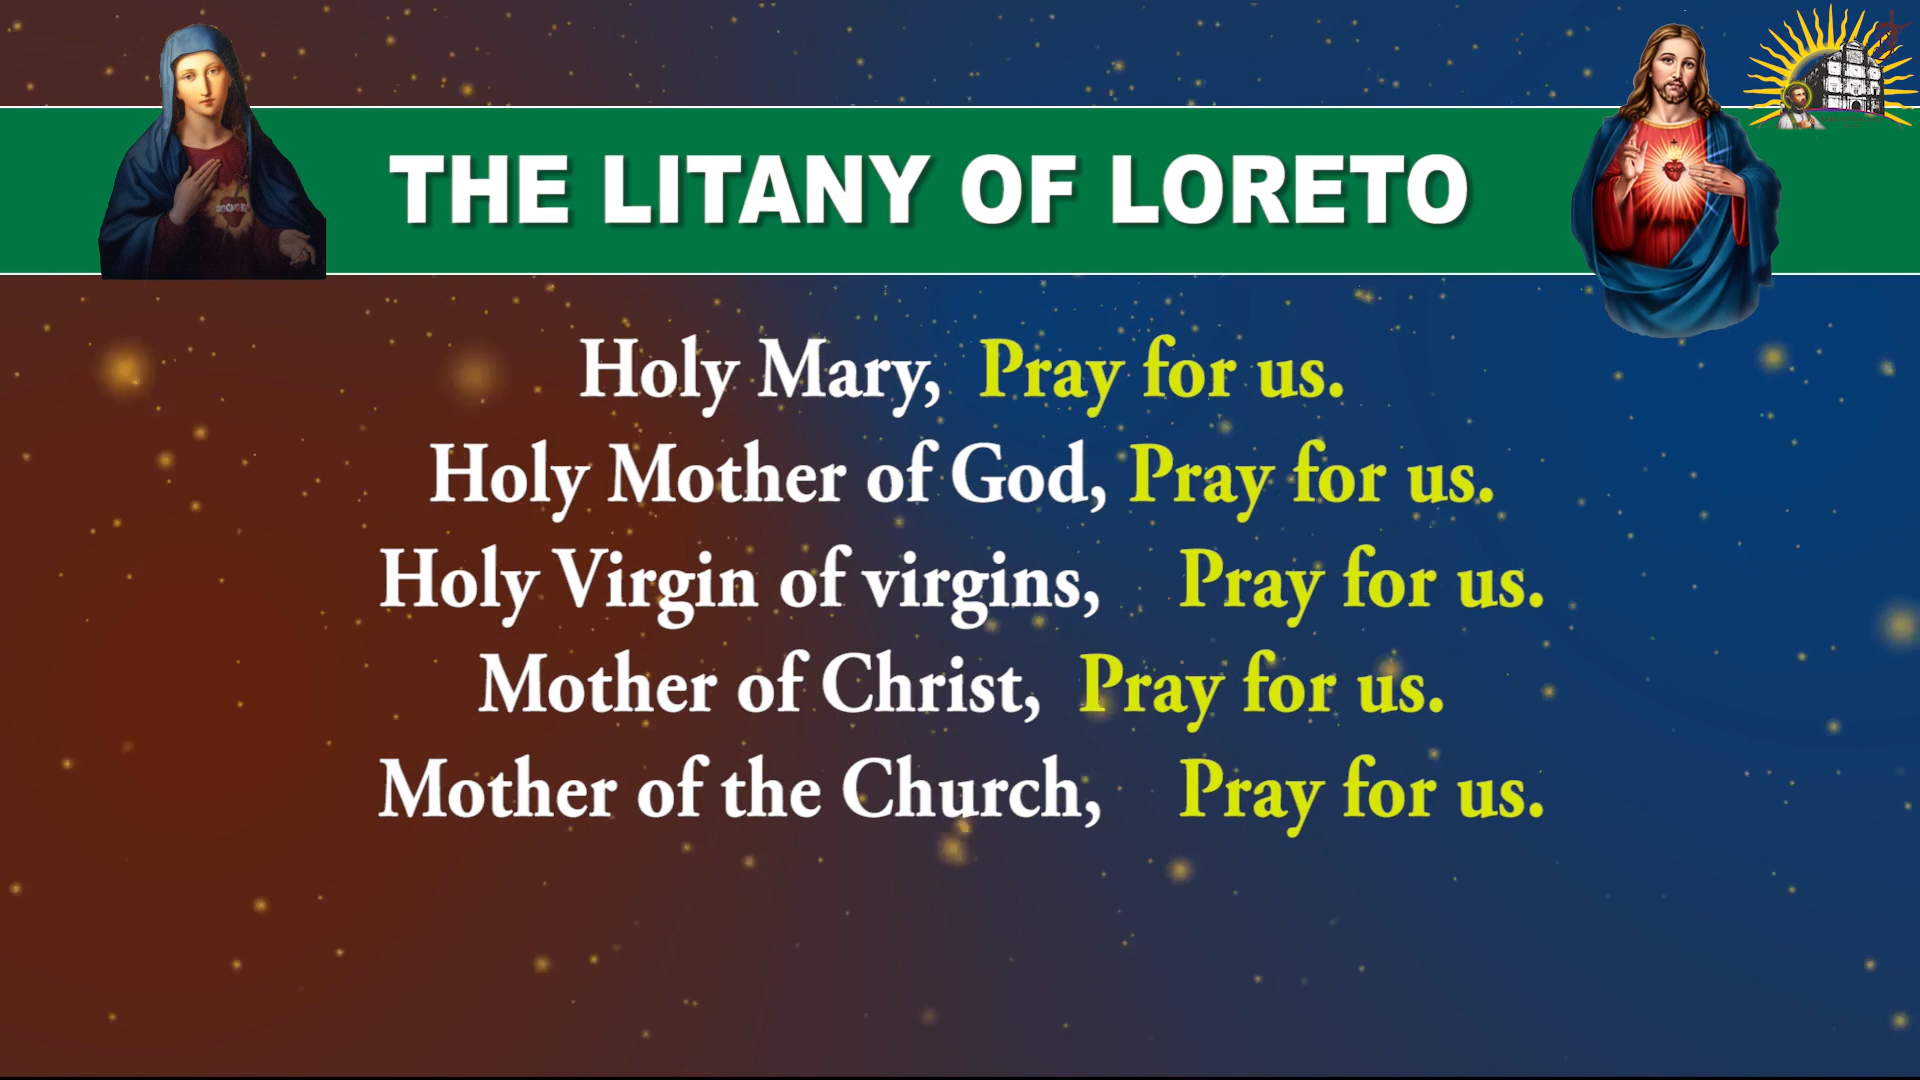 THE LITANY OF LORETO
Holy Mary, Pray for us.
Holy Mother of God, Pray for us.
Holy Virgin of virgins, Pray for us.
Mother of Christ, Pray for us.
Mother of the Church, Pray for us.